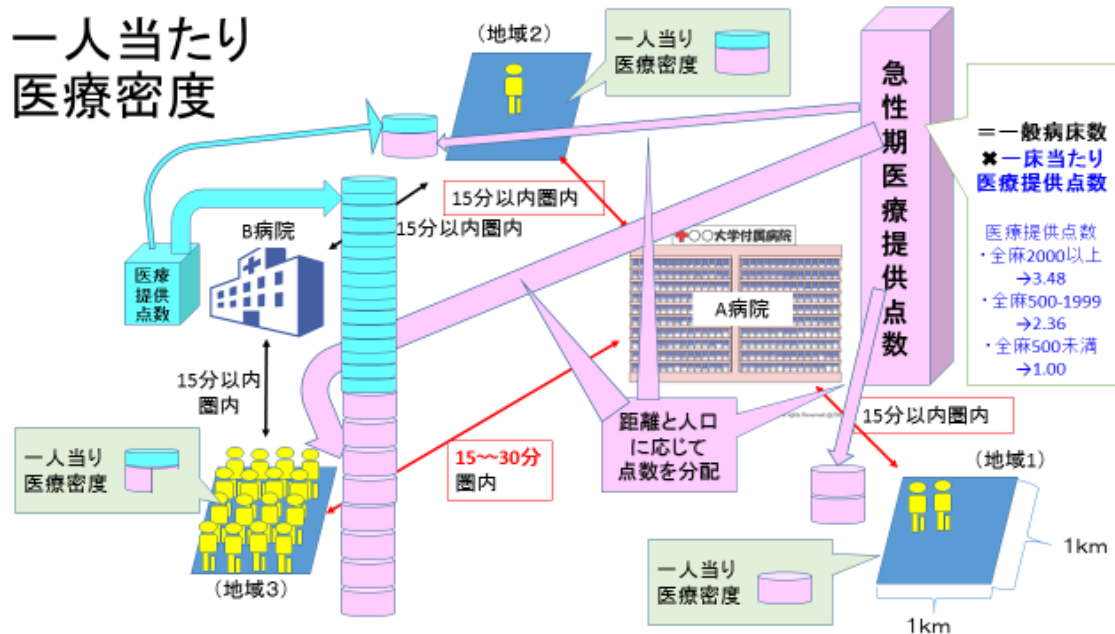 一人当たり
医療密度
(地域2)
一人当り
医療密度
急性期医療提供点数
=一般病床数
✖一床当たり
医療提供点数
医療提供点数
・全麻2000以上
→3.48
・全麻500-1999
→2.36
・全麻500未満
→1.00
15分以内圏内
15分以内圏内
B病院
医療
提供
点数
○○大学付属病院
A病院
15分以内
圏内
距離と人口
に応じて
点数を分配
15分以内圏内
15~~30分
圏内
一人当り
医療密度
(地域3)
(地域1)
一人当り
医療密度
1km
1km